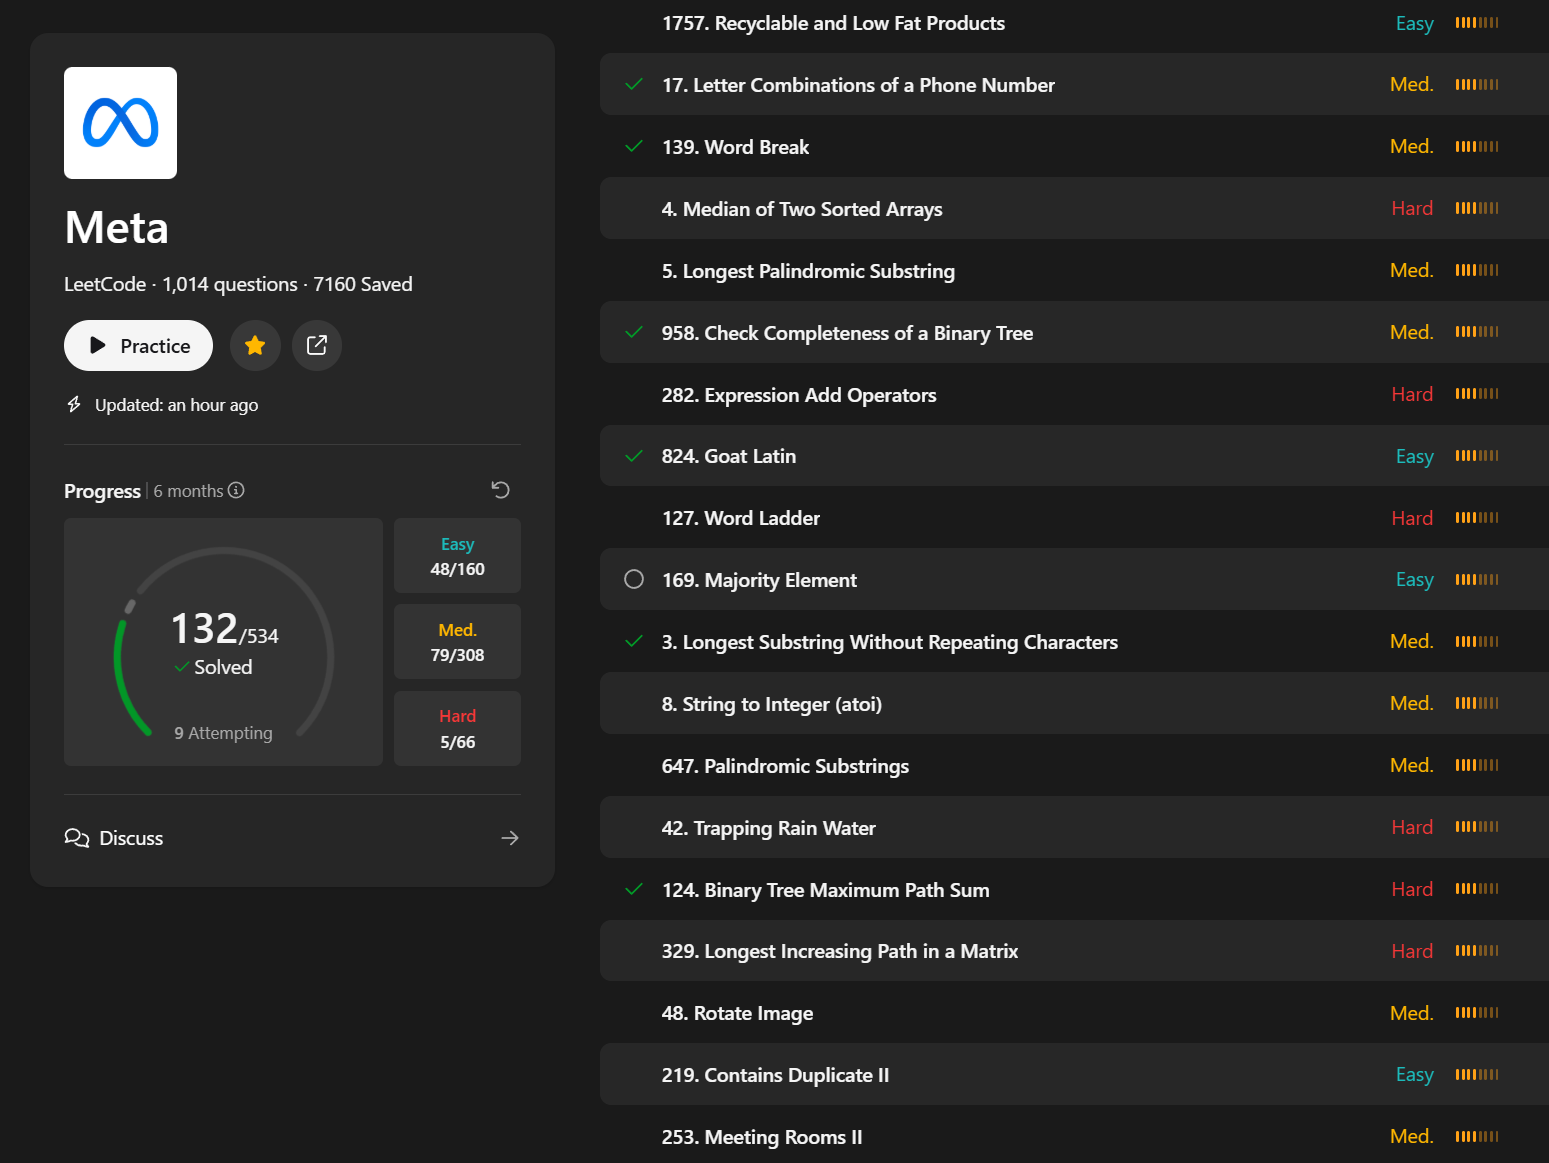 Meta
LeetCode · 1,014 questions · 7160 Saved
Practice
Updated: an hour ago
Progress | 6 months
132/534
Solved
9 Attempting
Easy
48/160
Med.
79/308
Hard
5/66
Discuss
1757. Recyclable and Low Fat Products Easy
17. Letter Combinations of a Phone Number Med.
139. Word Break Med.
4. Median of Two Sorted Arrays Hard
5. Longest Palindromic Substring Med.
958. Check Completeness of a Binary Tree Med.
282. Expression Add Operators Hard
824. Goat Latin Easy
127. Word Ladder Hard
169. Majority Element Easy
3. Longest Substring Without Repeating Characters Med.
8. String to Integer (atoi) Med.
647. Palindromic Substrings Med.
42. Trapping Rain Water Hard
124. Binary Tree Maximum Path Sum Hard
329. Longest Increasing Path in a Matrix Hard
48. Rotate Image Med.
219. Contains Duplicate II Easy
253. Meeting Rooms II Med.